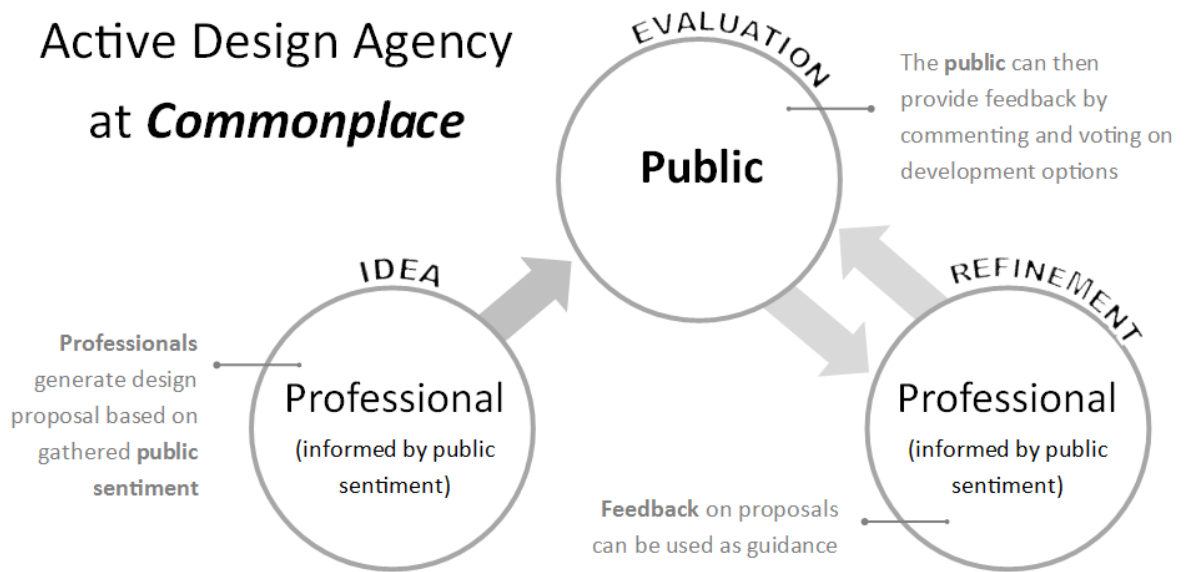 Active Design Agency
at Commonplace
EVALUATION
Public
The public can then
provide feedback by
commenting and voting on
development options
IDEA
Professionals
generate design
proposal based on
gathered public
sentiment
Professional
(informed by public
sentiment)
REFINEMENT
Professional
(informed by public
sentiment)
Feedback on proposals
can be used as guidance